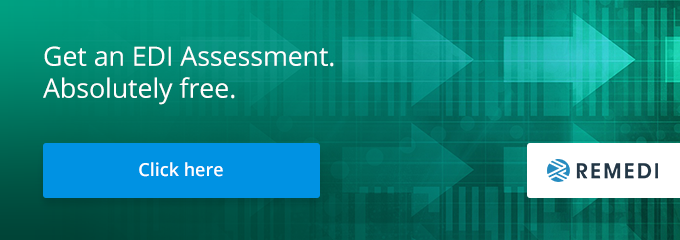 Get an EDI Assessment.
Absolutely free.
Click here
REMEDI